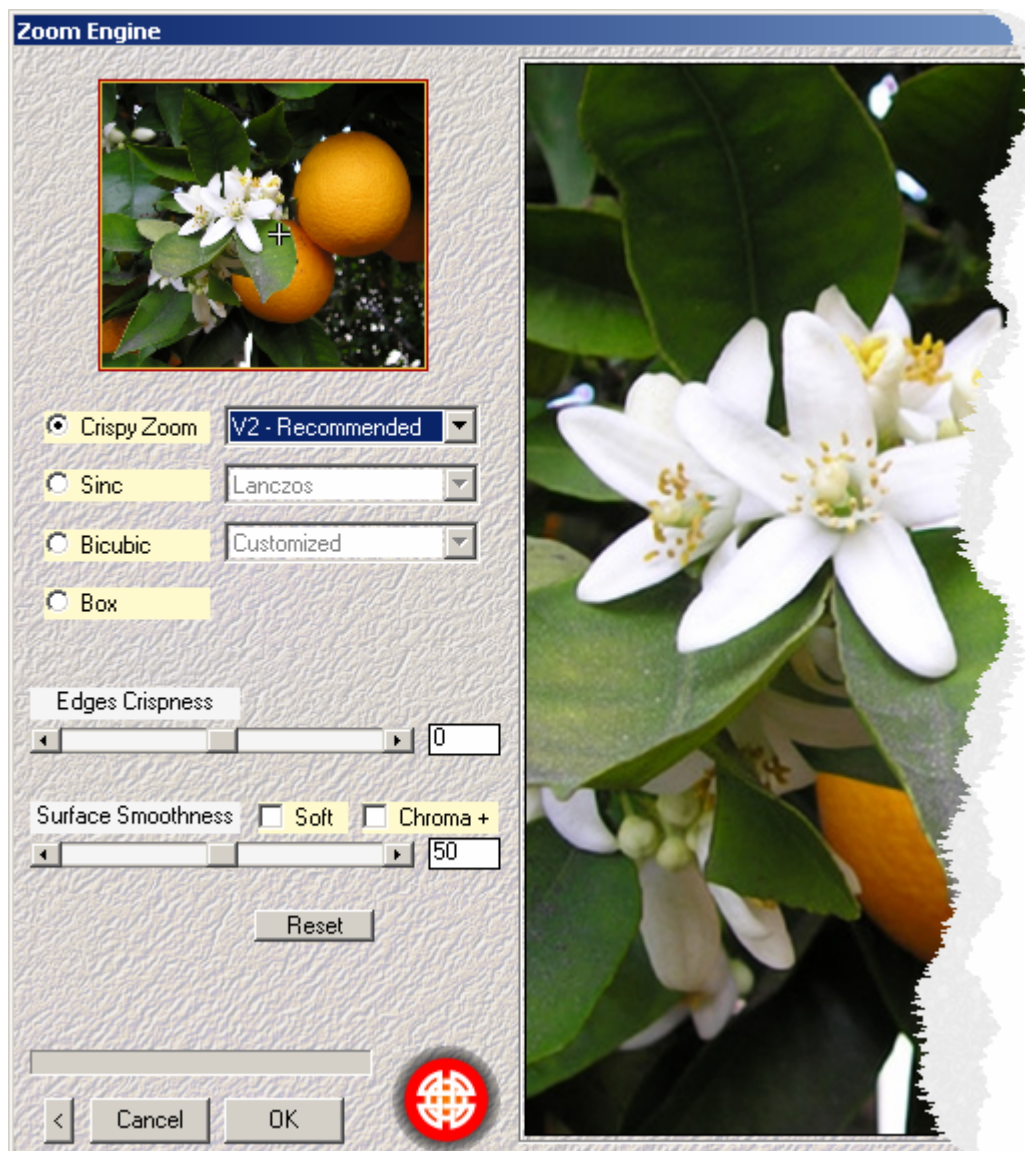 Zoom Engine
Crispy Zoom V2 - Recommended
Sinc Lanczos
Bicubic Customized
Box
Edges Crispness
0
Surface Smoothness Soft Chroma +
50
Reset
< Cancel OK